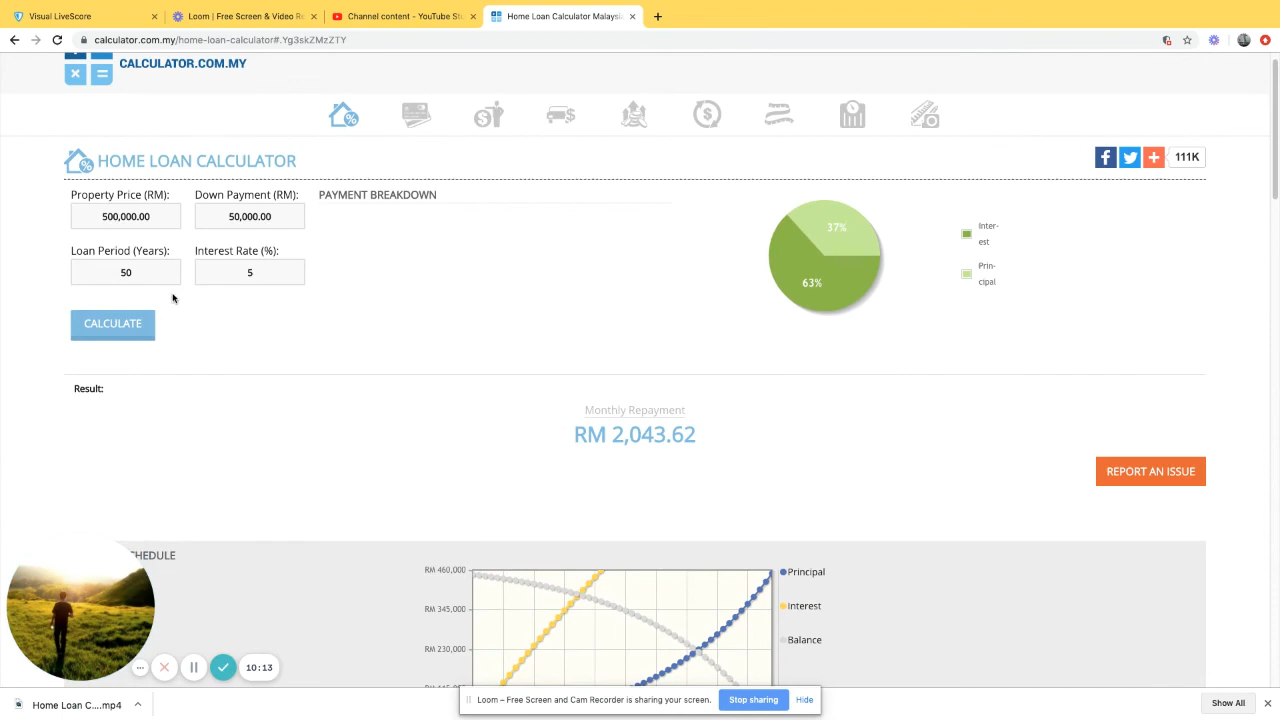 Visual LiveScore
Loom | Free Screen & Video Re
Channel content - YouTube St
Home Loan Calculator Malaysi
calculator.com.my/home-loan-calculator#.Yg3skZMzZTY
CALCULATOR.COM.MY
HOME LOAN CALCULATOR
111K
Property Price (RM):
Down Payment (RM):
PAYMENT BREAKDOWN
500,000.00
50,000.00
37%
63%
Inter-
est
Prin-
cipal
Loan Period (Years):
Interest Rate (%):
50
5
CALCULATE
Result:
Monthly Repayment
RM 2,043.62
REPORT AN ISSUE
HEDULE
RM 460,000
RM 345,000
RM 230,000
Principal
Interest
Balance
10:13
Loom – Free Screen and Cam Recorder is sharing your screen.
Stop sharing
Hide
Home Loan C....mp4
Show All